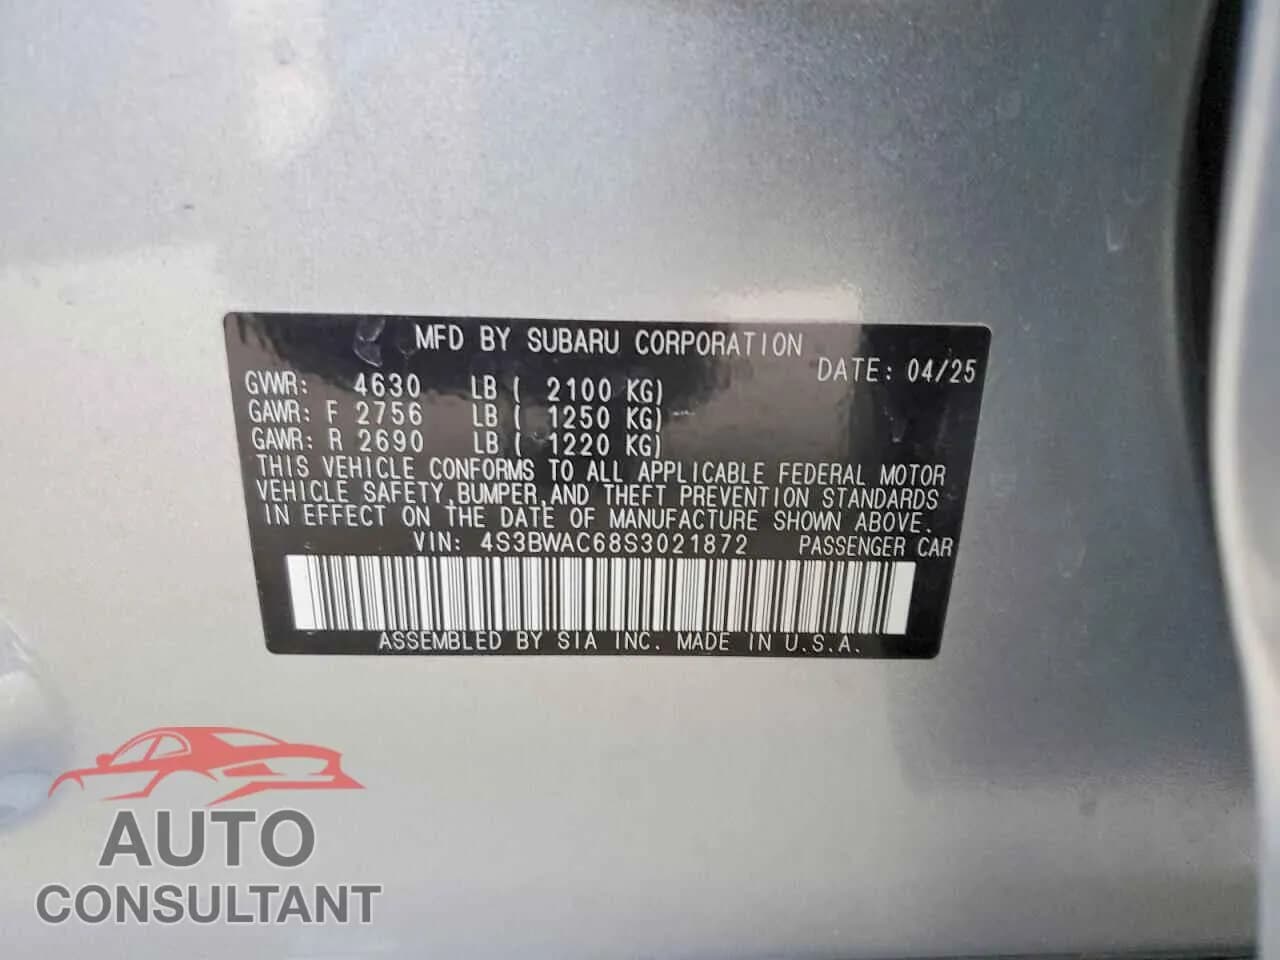 MFD BY SUBARU CORPORATION
DATE: 04/25
GVWR: 4630 LB ( 2100 KG)
GAWR: F 2756 LB ( 1250 KG)
GAWR: R 2690 LB ( 1220 KG)
THIS VEHICLE CONFORMS TO ALL APPLICABLE FEDERAL MOTOR
VEHICLE SAFETY, BUMPER, AND THEFT PREVENTION STANDARDS
IN EFFECT ON THE DATE OF MANUFACTURE SHOWN ABOVE.
VIN: 4S3BWAC68S3021872 PASSENGER CAR
ASSEMBLED BY SIA INC. MADE IN U.S.A.
AUTO
CONSULTANT